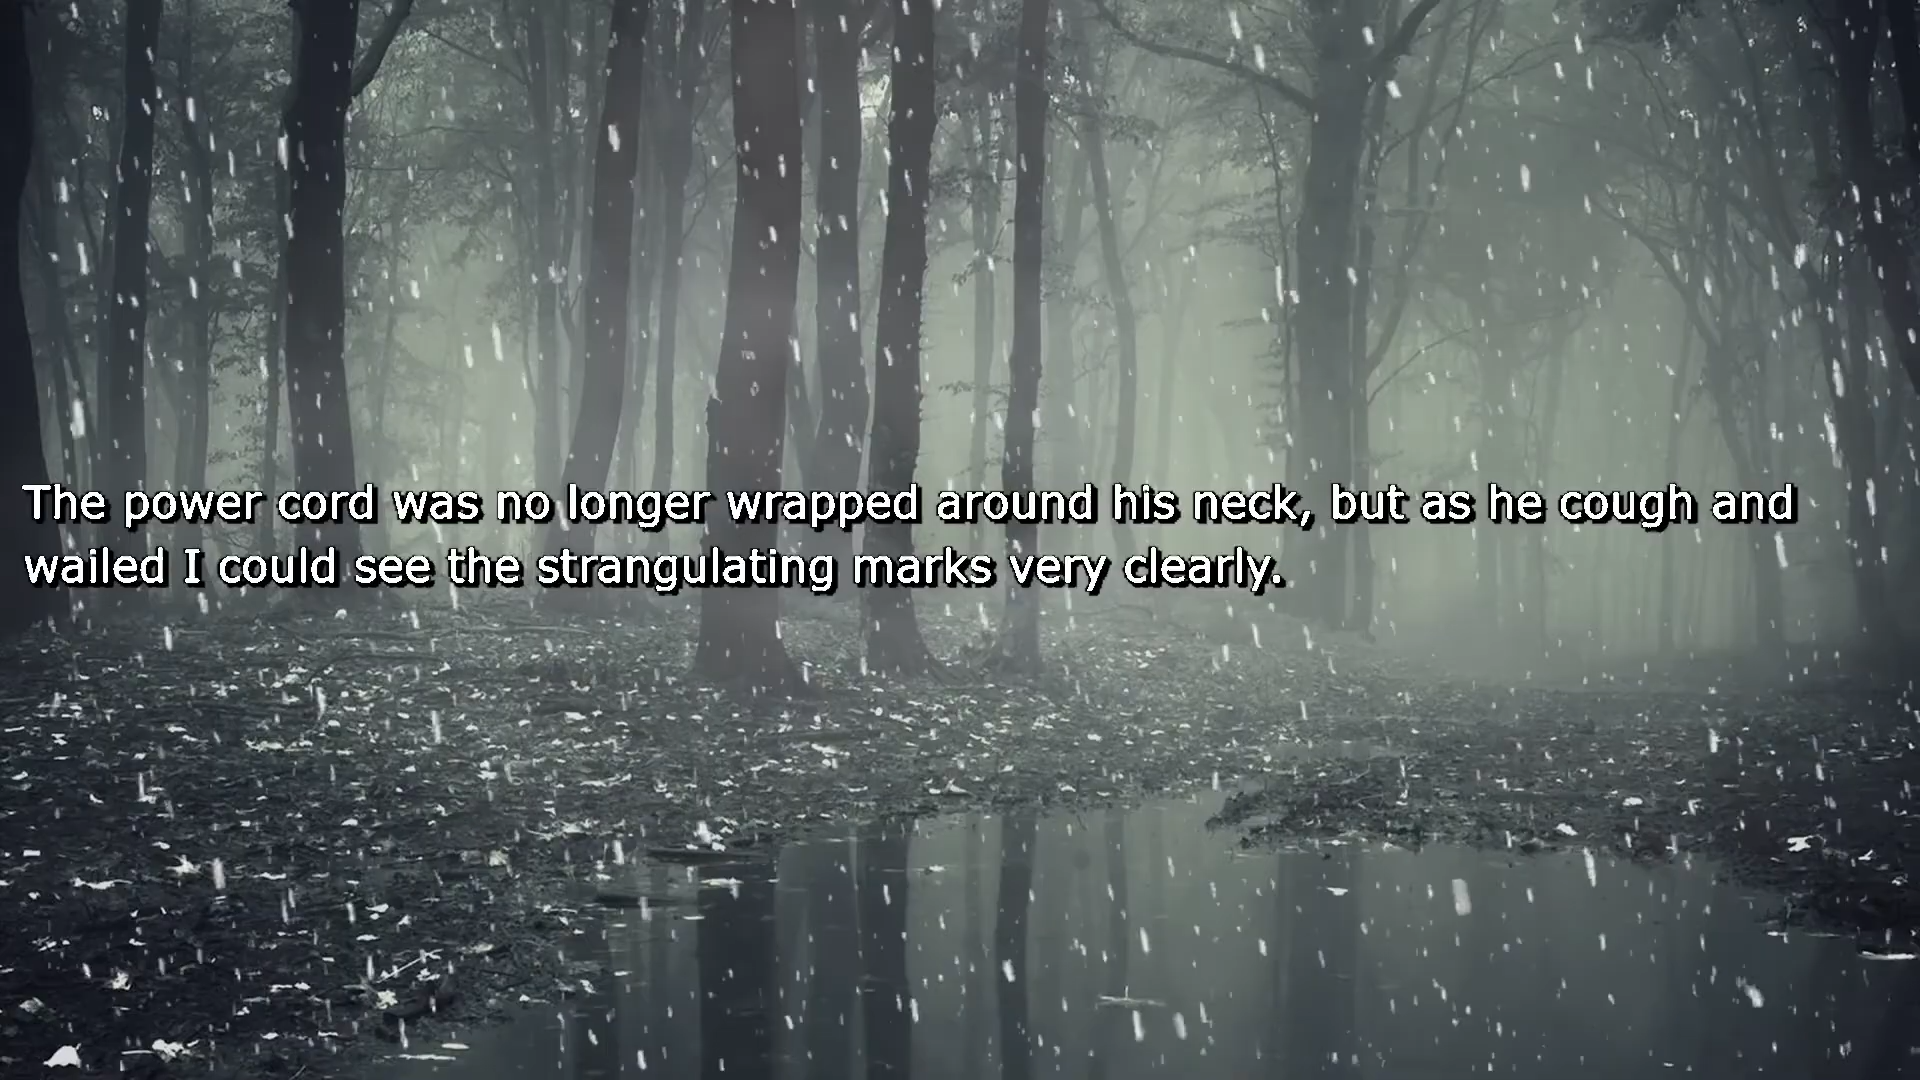 The power cord was no longer wrapped around his neck, but as he cough and
wailed I could see the strangulating marks very clearly.